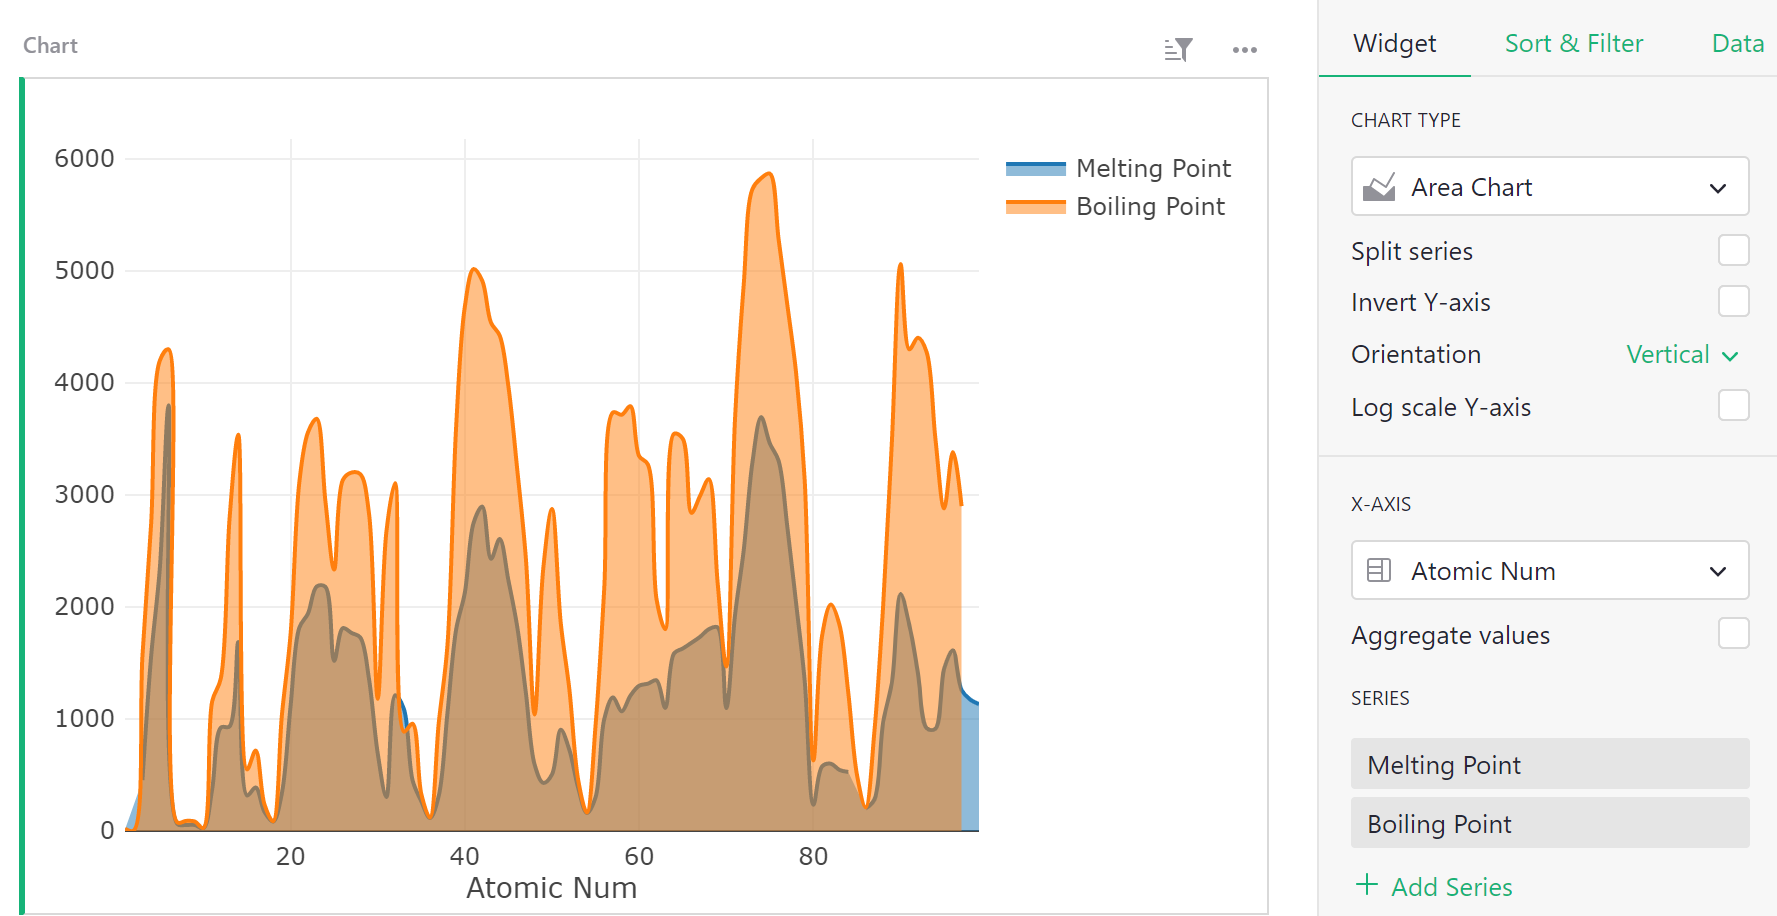 Chart
6000
5000
4000
3000
2000
1000
0
20 40 60 80
Atomic Num
Melting Point
Boiling Point
Widget Sort & Filter Data
CHART TYPE
Area Chart
Split series
Invert Y-axis
Orientation Vertical
Log scale Y-axis
X-AXIS
Atomic Num
Aggregate values
SERIES
Melting Point
Boiling Point
+ Add Series